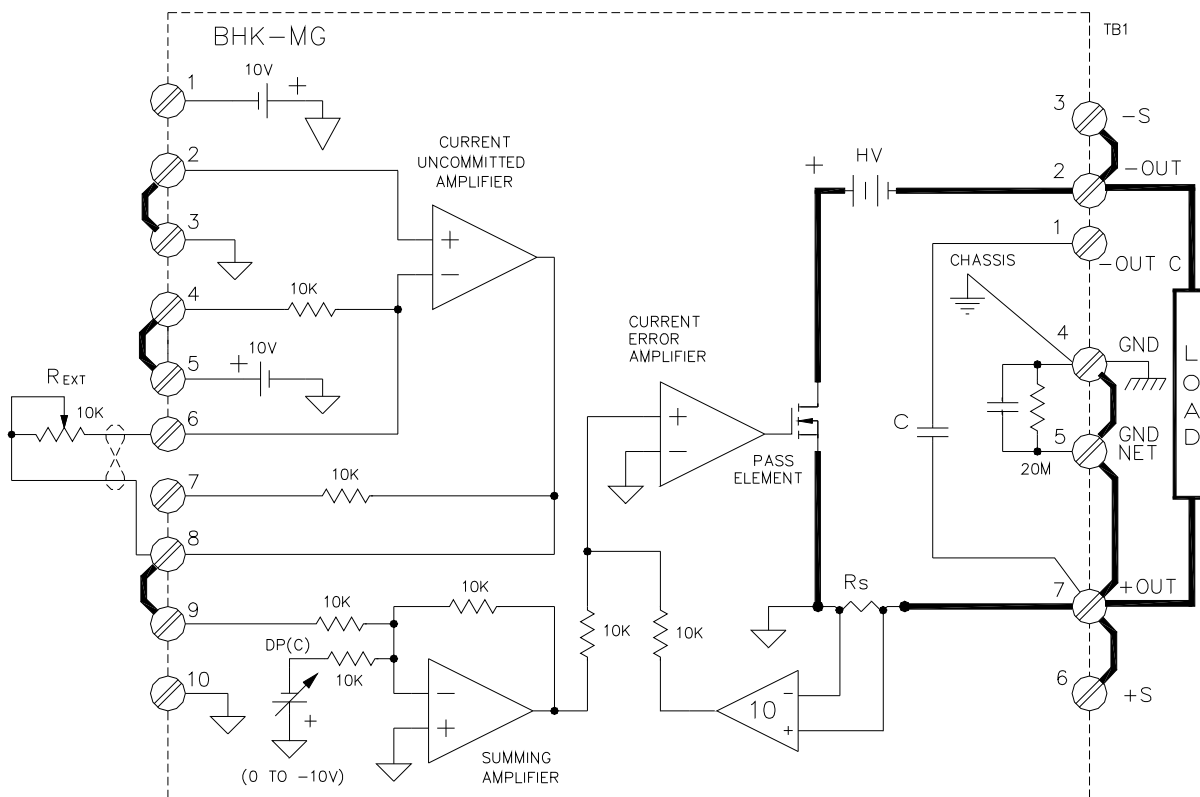 BHK-MG
TB1
1
10V
+
3
-S
CURRENT
UNCOMMITTED
AMPLIFIER
2
+
HV
2
-OUT
3
+
-
1
-OUT C
CHASSIS
4
10K
CURRENT
ERROR
AMPLIFIER
4
GND
LOAD
5
+
10V
REXT
10K
6
+
-
PASS
ELEMENT
C
5
GND
NET
20M
7
10K
8
9
10K
10K
10K
10K
Rs
7
+OUT
DP(C)
10K
-
+
+
10
-
+
6
+S
10
(0 TO -10V)
SUMMING
AMPLIFIER